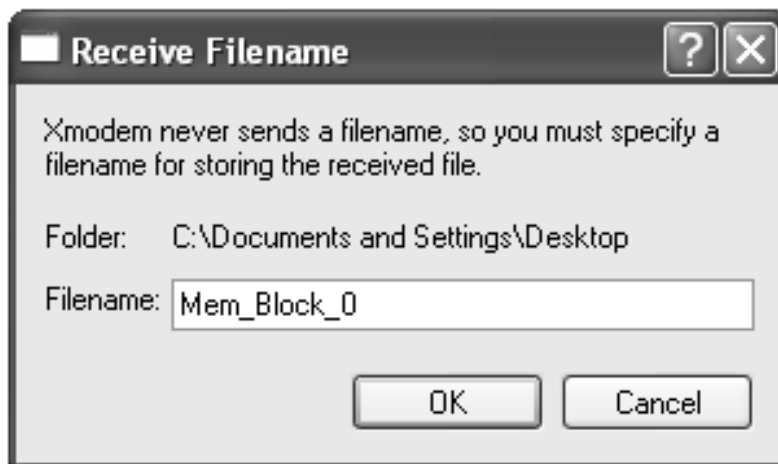 Receive Filename
Xmodem never sends a filename, so you must specify a
filename for storing the received file.
Folder: C:\Documents and Settings\Desktop
Filename: Mem_Block_0
OK Cancel